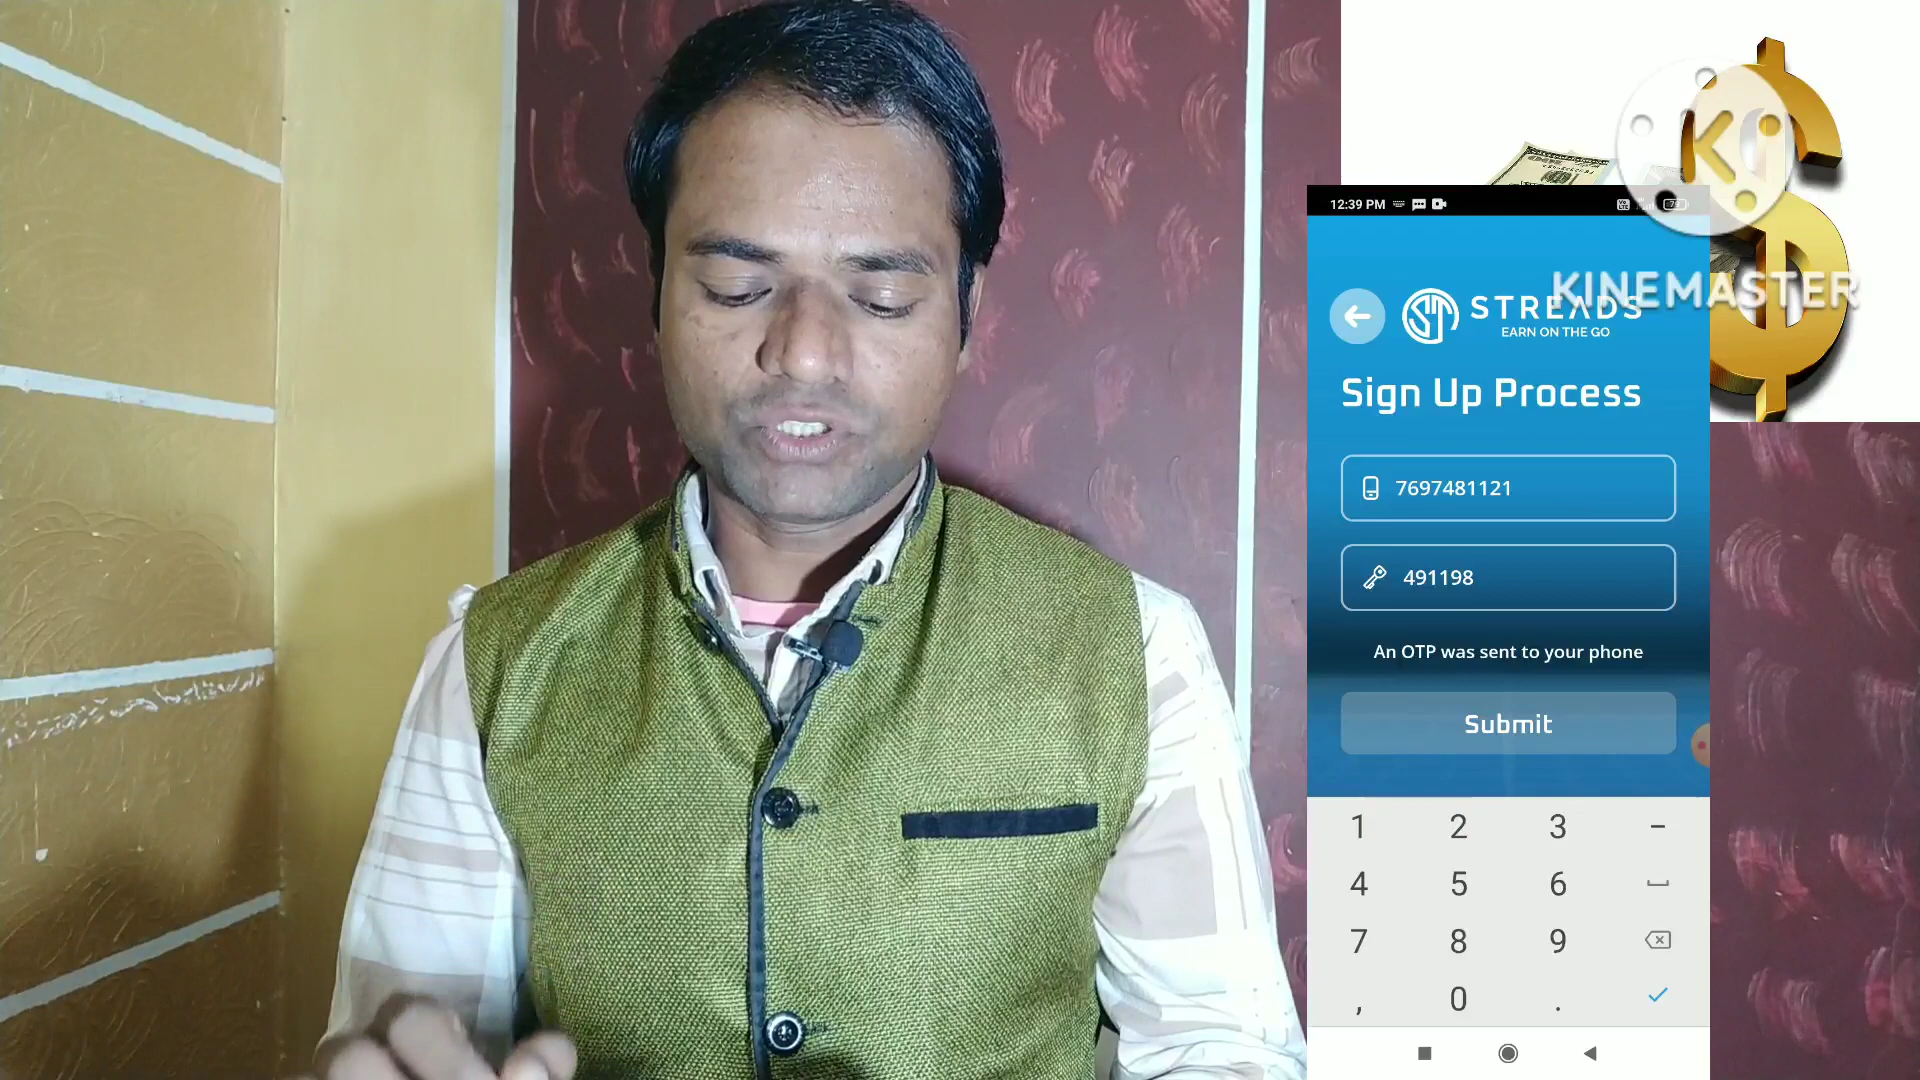 KINEMASTER
12:39 PM
STREADS
EARN ON THE GO
Sign Up Process
7697481121
491198
An OTP was sent to your phone
Submit
1 2 3 -
4 5 6
7 8 9
, 0 .